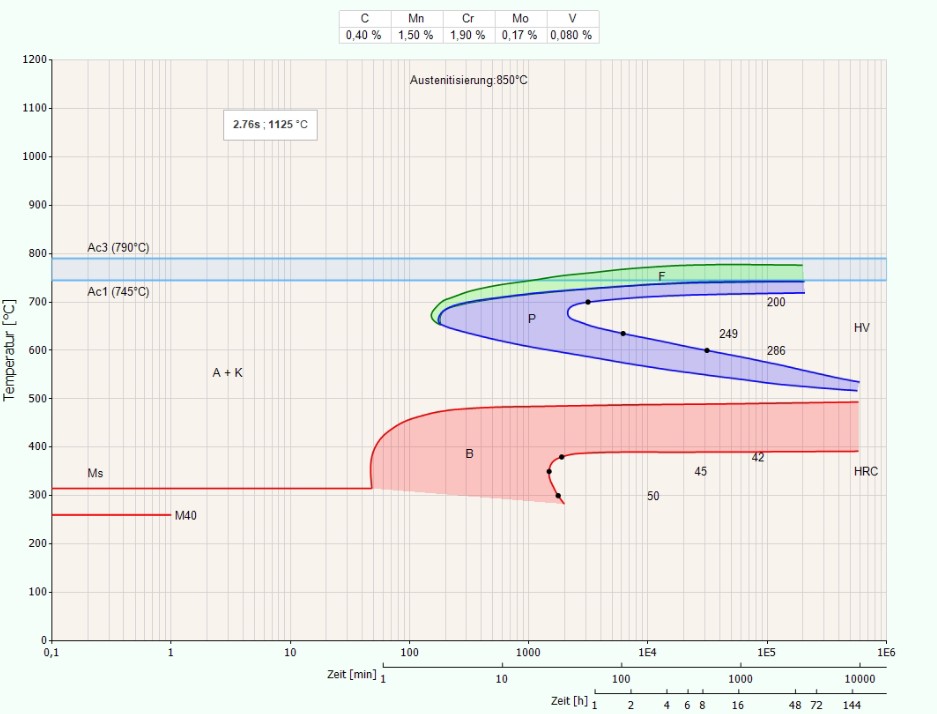 C Mn Cr Mo V
0,40 % 1,50 % 1,90 % 0,17 % 0,080 %
1200
Austenitisierung:850°C
1100
2.76s ; 1125 °C
1000
900
Ac3 (790°C)
800
F
Ac1 (745°C)
700
200
P
HV
249
600
286
Temperatur [°C]
A + K
500
400
B
42
Ms
45
HRC
50
300
M40
200
100
0
0,1 1 10 100 1000 1E4 1E5 1E6
Zeit [min] 1 10 100 1000 10000
Zeit [h] 1 2 4 6 8 16 48 72 144